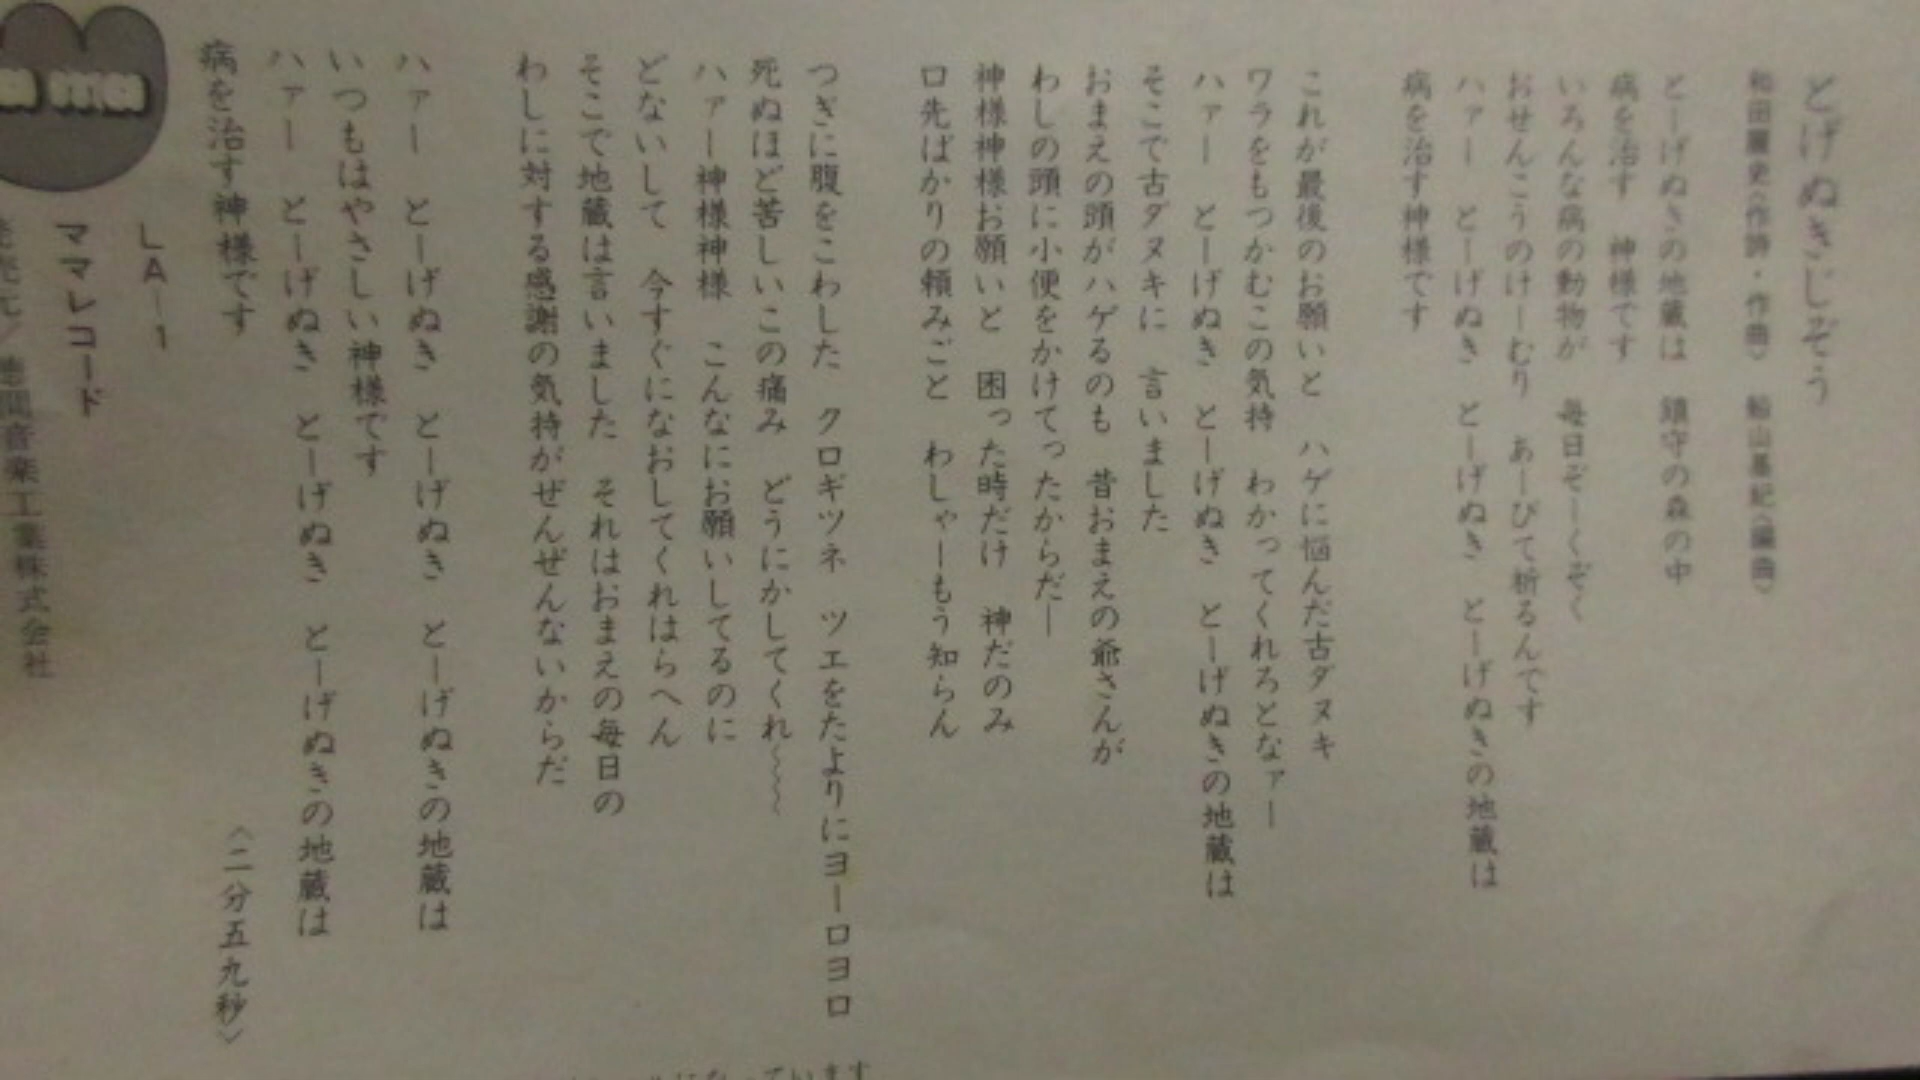 とげぬきじぞう
和田 史〈作詩・作曲〉 船山基紀〈編曲〉
とーげぬきの地蔵は 鎮守の森の中
病を治す 神様です
いろんな病の動物が 毎日ぞーくぞく
おせんこうのけーむり あーびて祈るんです
ハァー とーげぬき とーげぬき とーげぬきの地蔵は
病を治す神様です
これが最後のお願いと ハゲに悩んだ古ダヌキ
ワラをもつかむこの気持 わかってくれろとなァー
ハァー とーげぬき とーげぬき とーげぬきの地蔵は
そこで古ダヌキに 言いました
おまえの頭がハゲるのも 昔おまえの爺さんが
わしの頭に小便をかけてったからだー
神様神様お願いと 困った時だけ 神だのみ
口先ばかりの頼みごと わしゃーもう知らん
つぎに腹をこわした クロギツネ ツエをたよりにヨーロヨロ
死ぬほど苦しいこの痛み どうにかしてくれ～～～
ハァー神様神様 こんなにお願いしてるのに
どないして 今すぐになおしてくれはらへん
そこで地蔵は言いました それはおまえの毎日の
わしに対する感謝の気持がぜんぜんないからだ
ハァー とーげぬき とーげぬき とーげぬきの地蔵は
いつもはやさしい神様です
ハァー とーげぬき とーげぬき とーげぬきの地蔵は
病を治す神様です
〈二分五九秒〉
LA-1
ママレコード
発売元／徳間音楽工業株式会社
ma
になっています